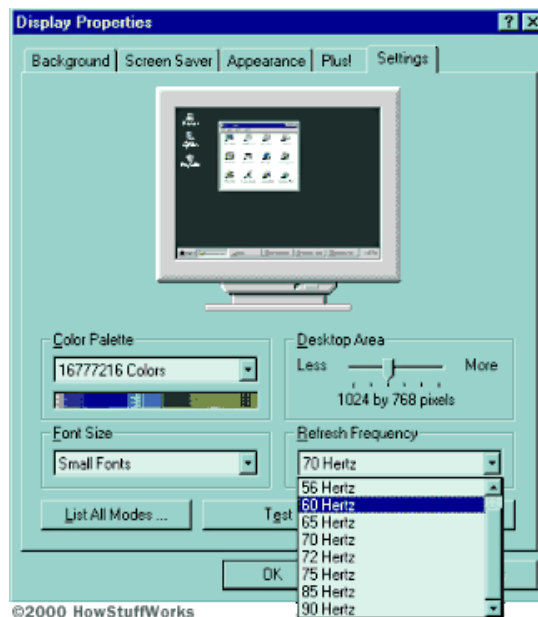 Display Properties
Background Screen Saver Appearance Plus! Settings
Color Palette
16777216 Colors
Desktop Area
Less More
1024 by 768 pixels
Font Size
Small Fonts
Refresh Frequency
70 Hertz
56 Hertz
60 Hertz
65 Hertz
70 Hertz
72 Hertz
75 Hertz
85 Hertz
90 Hertz
List All Modes ...
Test
OK
©2000 HowStuffWorks